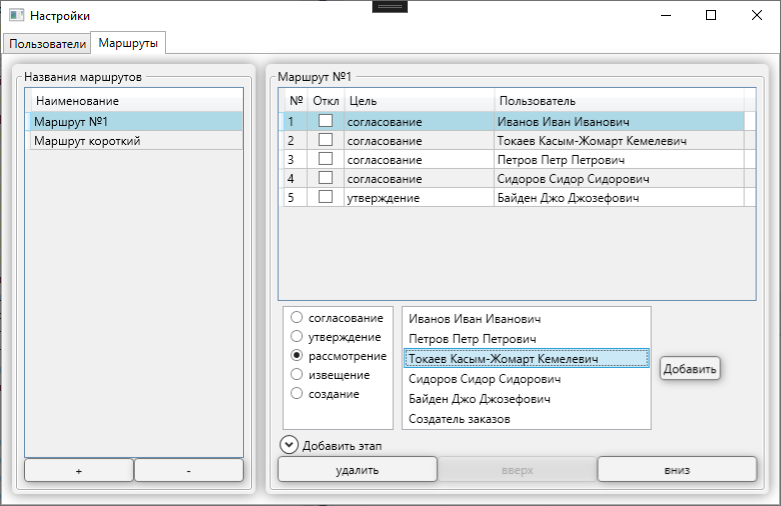 Настройки
Пользователи Маршруты
Названия маршрутов
Наименование
Маршрут №1
Маршрут короткий
+ -
Маршрут №1
№ Откл Цель Пользователь
1 согласование Иванов Иван Иванович
2 согласование Токаев Касым-Жомарт Кемелевич
3 согласование Петров Петр Петрович
4 согласование Сидоров Сидор Сидорович
5 утверждение Байден Джо Джозефович
согласование
утверждение
рассмотрение
извещение
создание
Иванов Иван Иванович
Петров Петр Петрович
Токаев Касым-Жомарт Кемелевич
Сидоров Сидор Сидорович
Байден Джо Джозефович
Создатель заказов
Добавить
Добавить этап
удалить вверх вниз